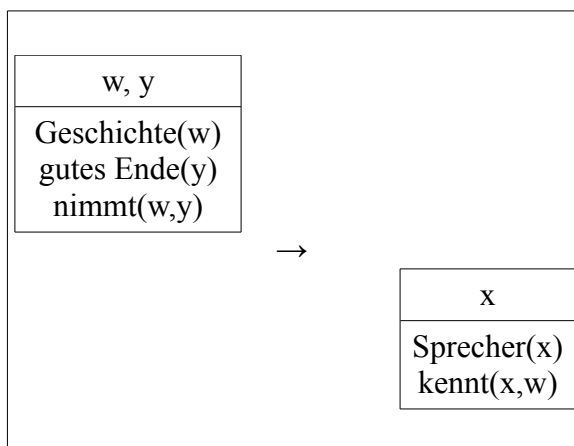 w, y
Geschichte(w)
gutes Ende(y)
nimmt(w,y)
→
x
Sprecher(x)
kennt(x,w)